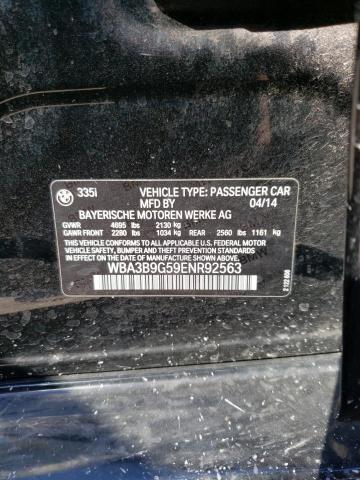 335i VEHICLE TYPE: PASSENGER CAR
MFD BY 04/14
BAYERISCHE MOTOREN WERKE AG
GVWR 4695 lbs 2130 kg
GAWR FRONT 2280 lbs 1034 kg REAR 2560 lbs 1161 kg
THIS VEHICLE CONFORMS TO ALL APPLICABLE U.S. FEDERAL MOTOR
VEHICLE SAFETY, BUMPER AND THEFT PREVENTION STANDARDS
IN EFFECT ON THE DATE OF MANUFACTURE SHOWN ABOVE.
WBA3B9G59ENR92563